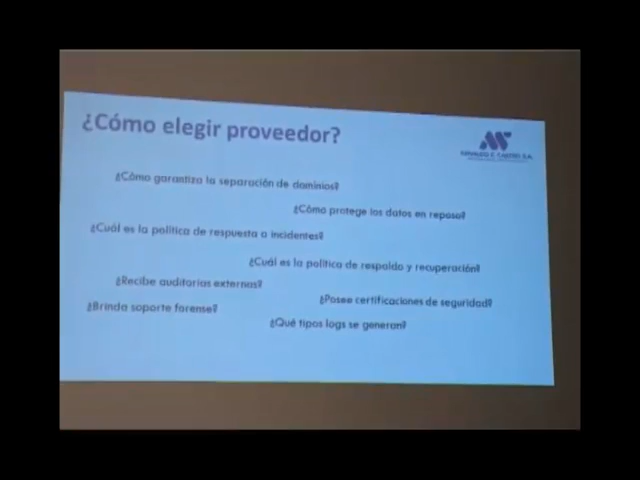 ¿Cómo elegir proveedor?
¿Cómo garantiza la separación de dominios?
¿Cómo protege los datos en reposo?
¿Cuál es la política de respuesta a incidentes?
¿Cuál es la política de respaldo y recuperación?
¿Recibe auditorias externas?
¿Posee certificaciones de seguridad?
¿Brinda soporte forense?
¿Qué tipos logs se generan?